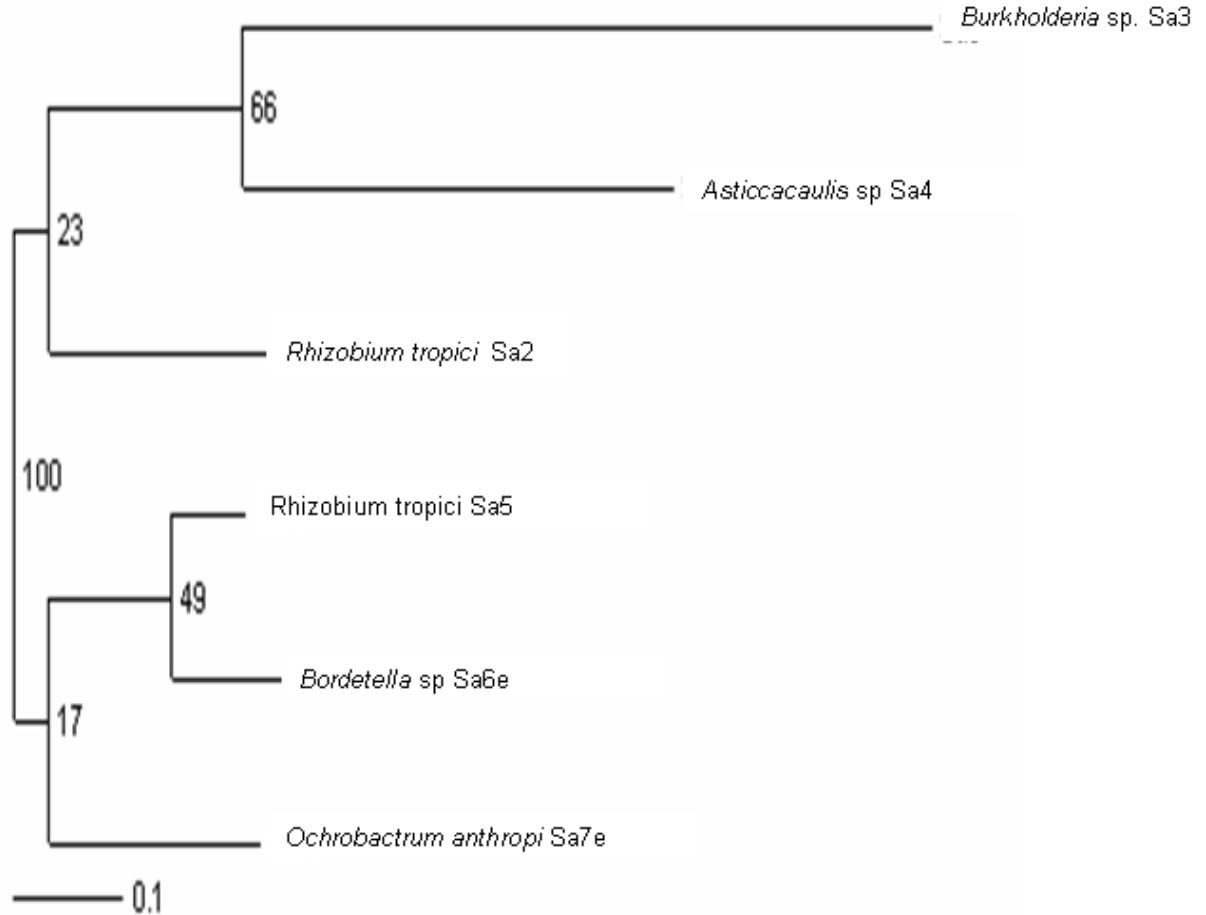 Burkholderia sp. Sa3
66
Asticcacaulis sp Sa4
23
Rhizobium tropici Sa2
100
Rhizobium tropici Sa5
49
Bordetella sp Sa6e
17
Ochrobactrum anthropi Sa7e
0.1